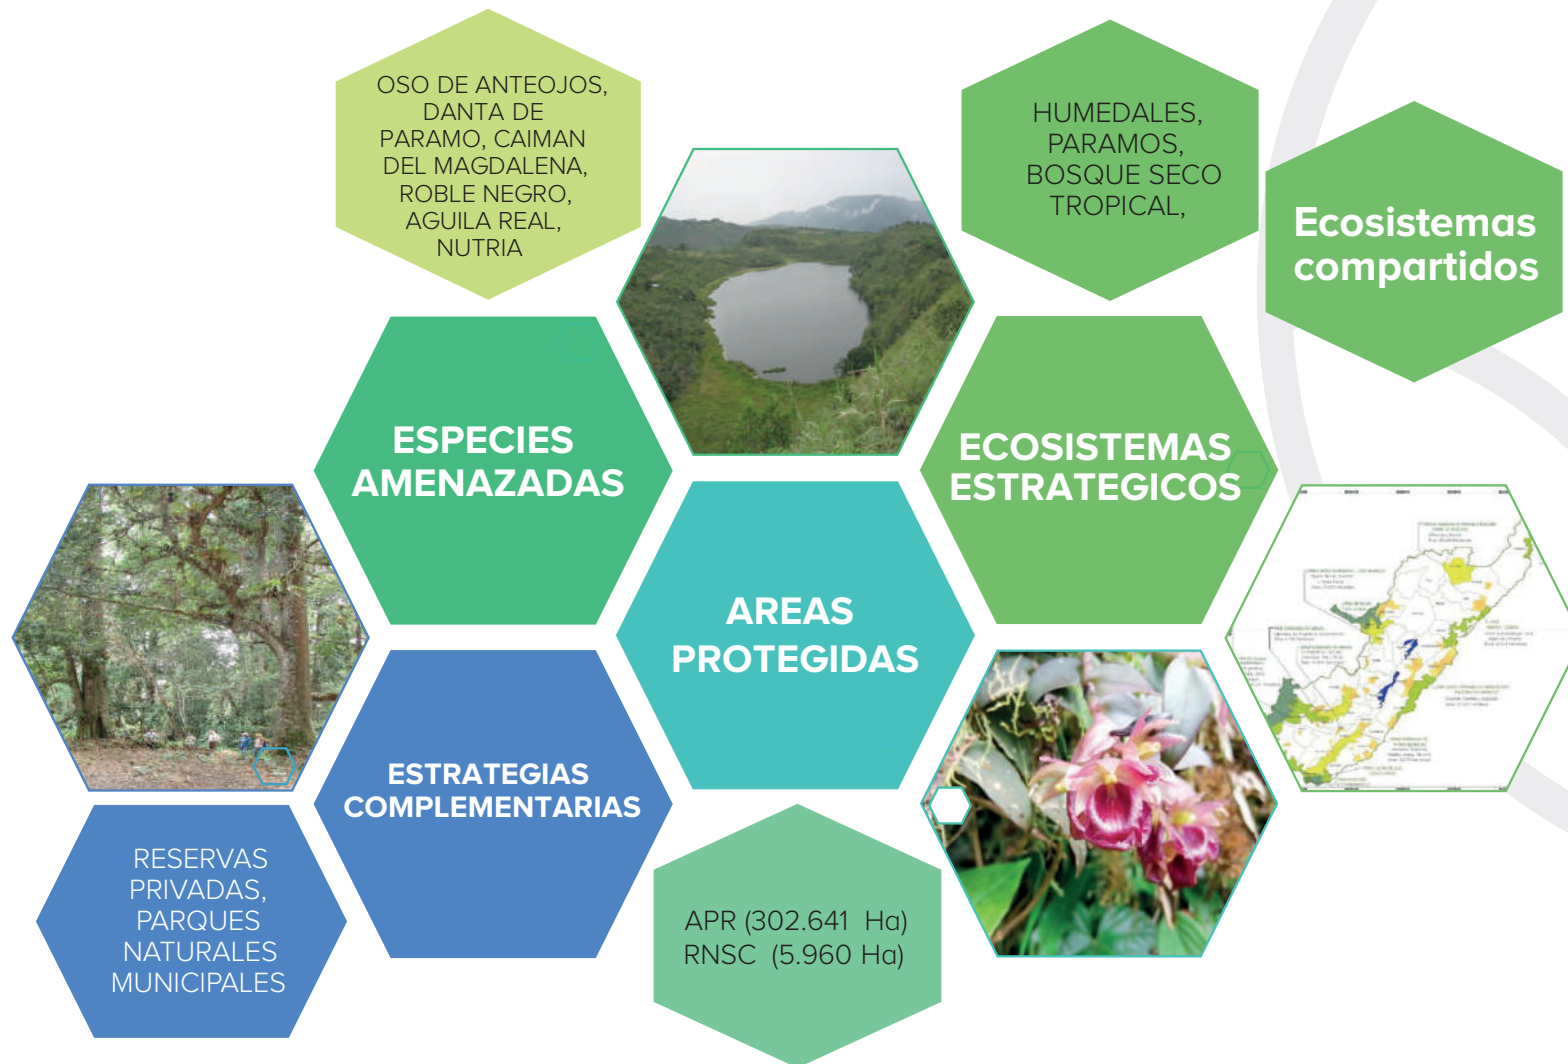 OSO DE ANTEOJOS,
DANTA DE
PARAMO, CAIMAN
DEL MAGDALENA,
ROBLE NEGRO,
AGUILA REAL,
NUTRIA
HUMEDALES,
PARAMOS,
BOSQUE SECO
TROPICAL,
Ecosistemas
compartidos
ESPECIES
AMENAZADAS
ECOSISTEMAS
ESTRATEGICOS
AREAS
PROTEGIDAS
ESTRATEGIAS
COMPLEMENTARIAS
RESERVAS
PRIVADAS,
PARQUES
NATURALES
MUNICIPALES
APR (302.641 Ha)
RNSC (5.960 Ha)